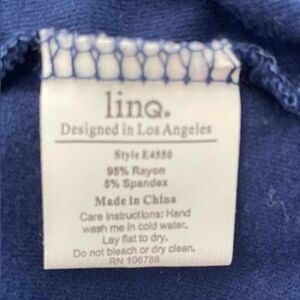 linQ.
Designed in Los Angeles
Style E4550
95% Rayon
5% Spandex
Made in China
Care Instructions: Hand
wash me in cold water.
Lay flat to dry.
Do not bleach or dry clean.
RN 106788